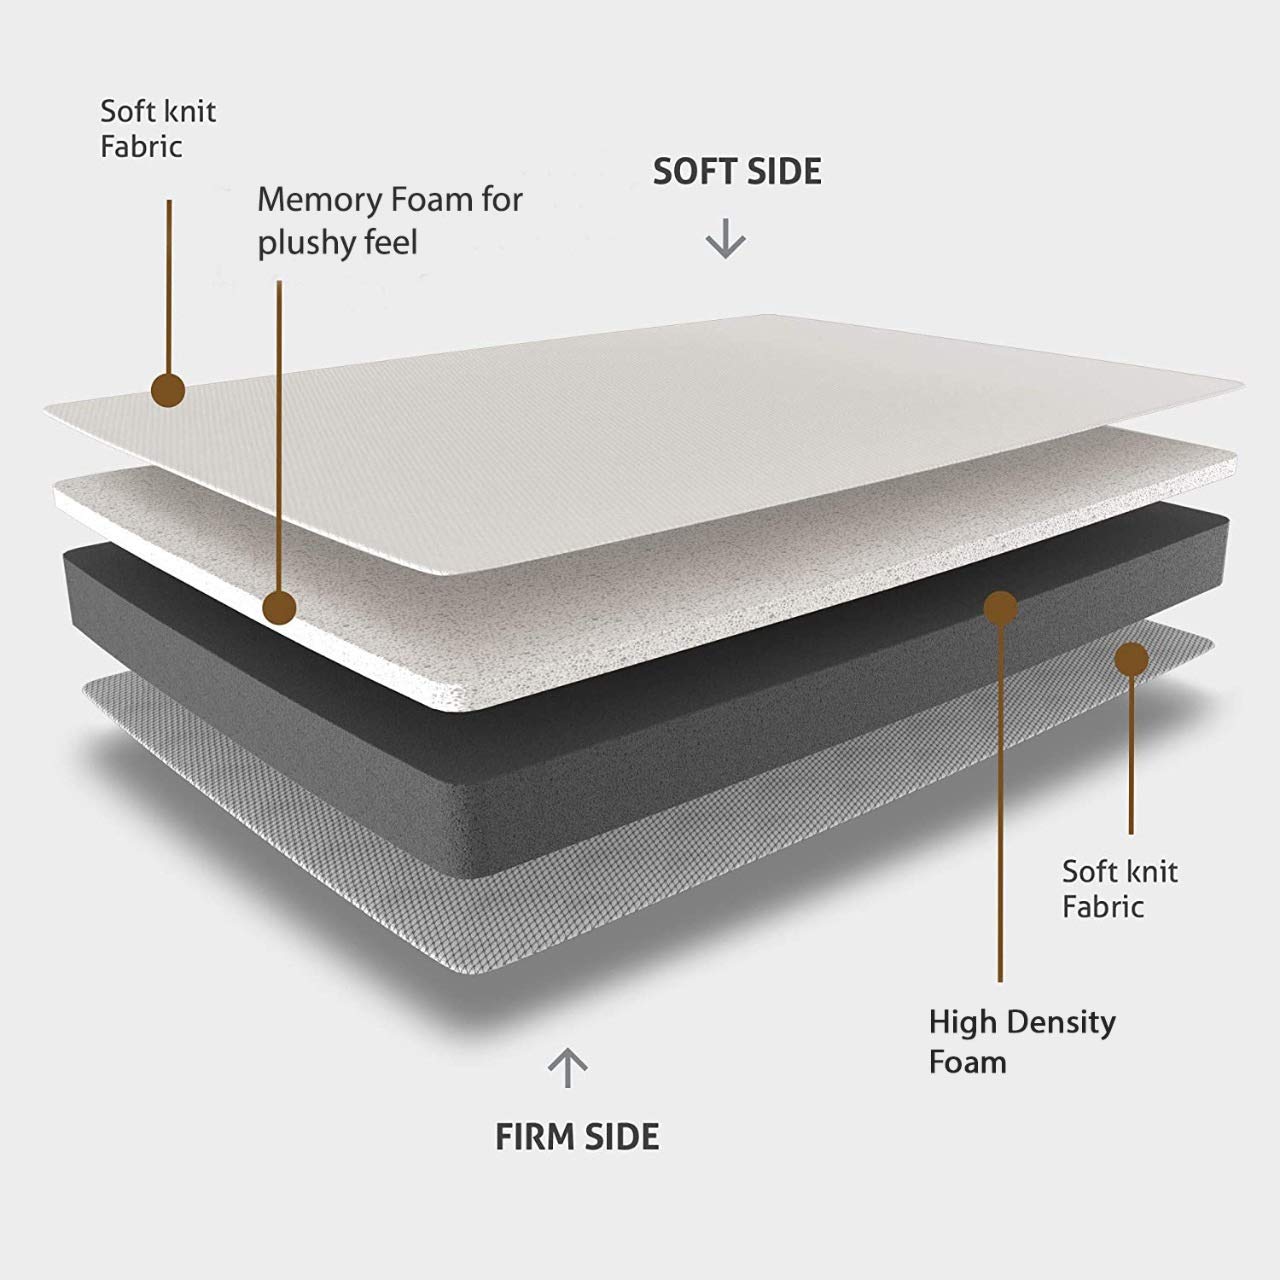 Soft knit
Fabric
Memory Foam for
plushy feel
SOFT SIDE
Soft knit
Fabric
High Density
Foam
FIRM SIDE